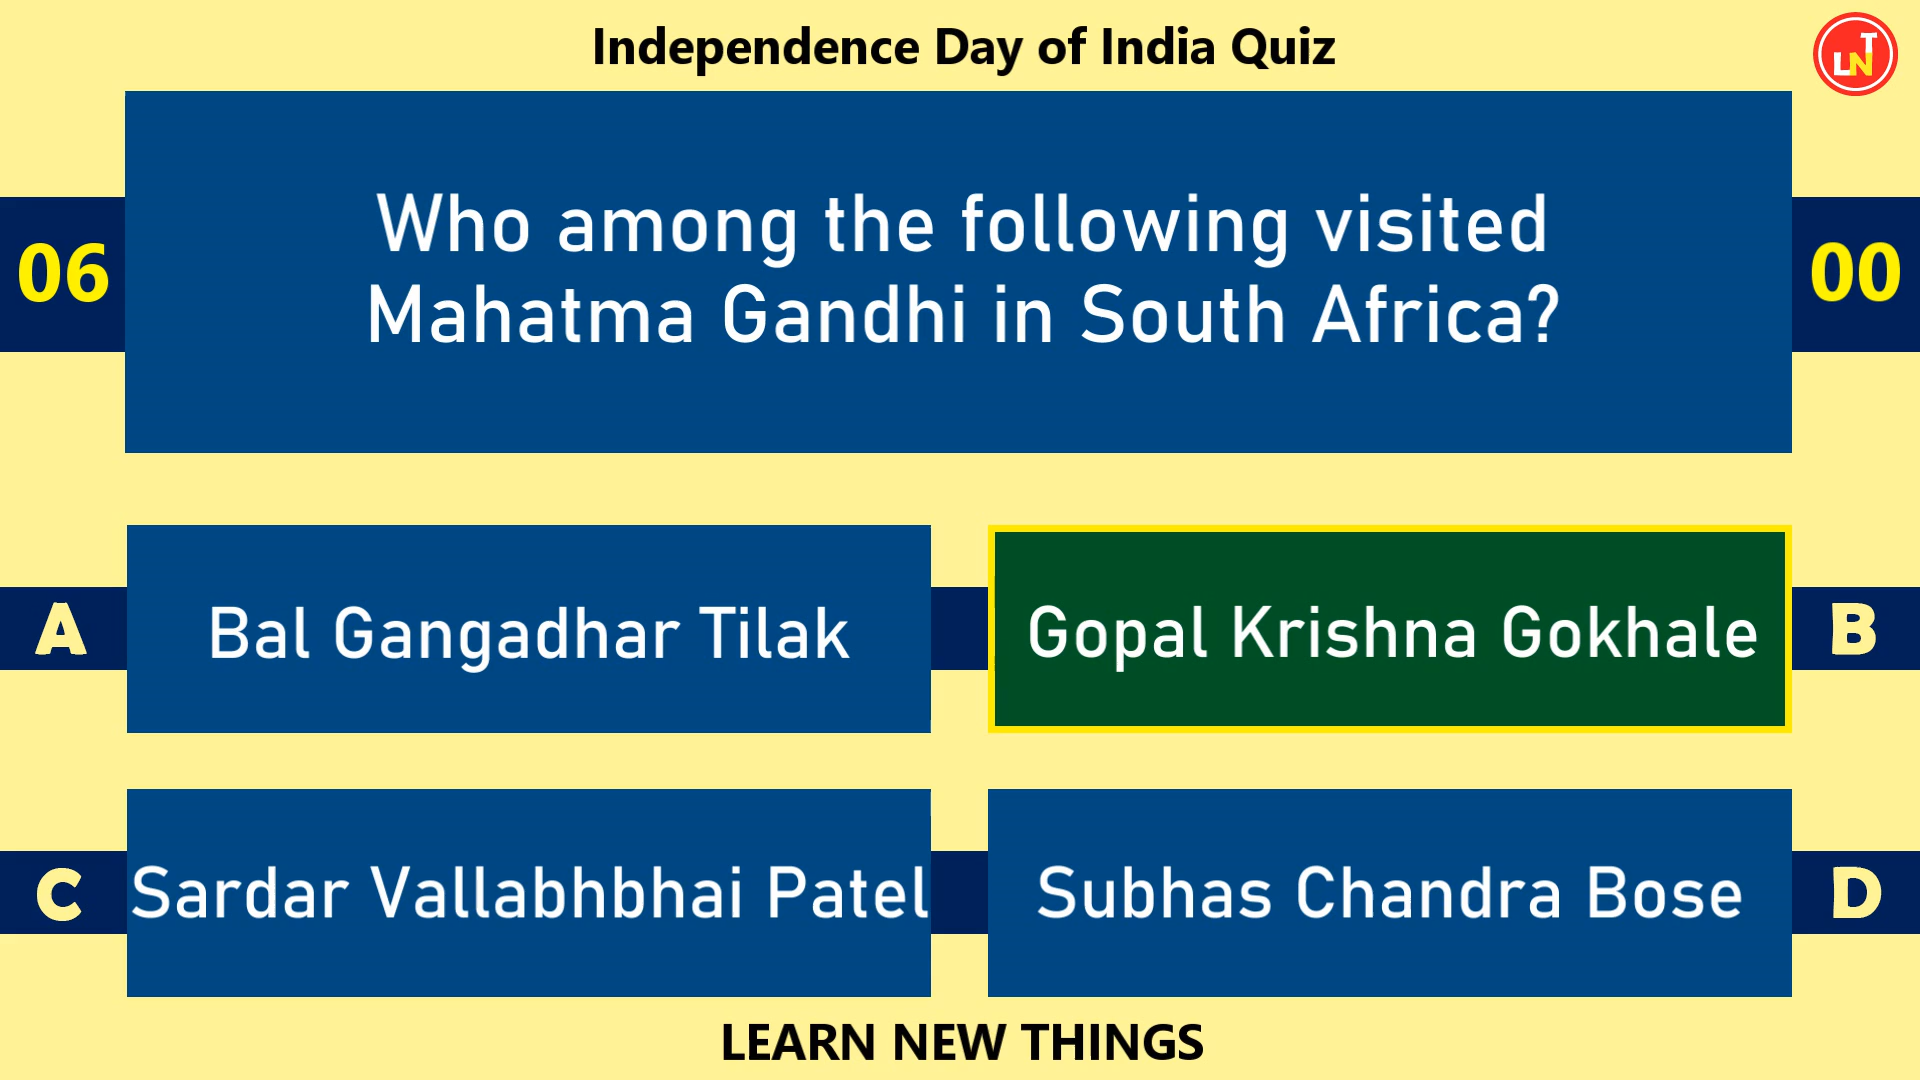 Independence Day of India Quiz
LNT
Who among the following visited
Mahatma Gandhi in South Africa?
06
00
A
Bal Gangadhar Tilak
Gopal Krishna Gokhale
B
C
Sardar Vallabhbhai Patel
Subhas Chandra Bose
D
LEARN NEW THINGS